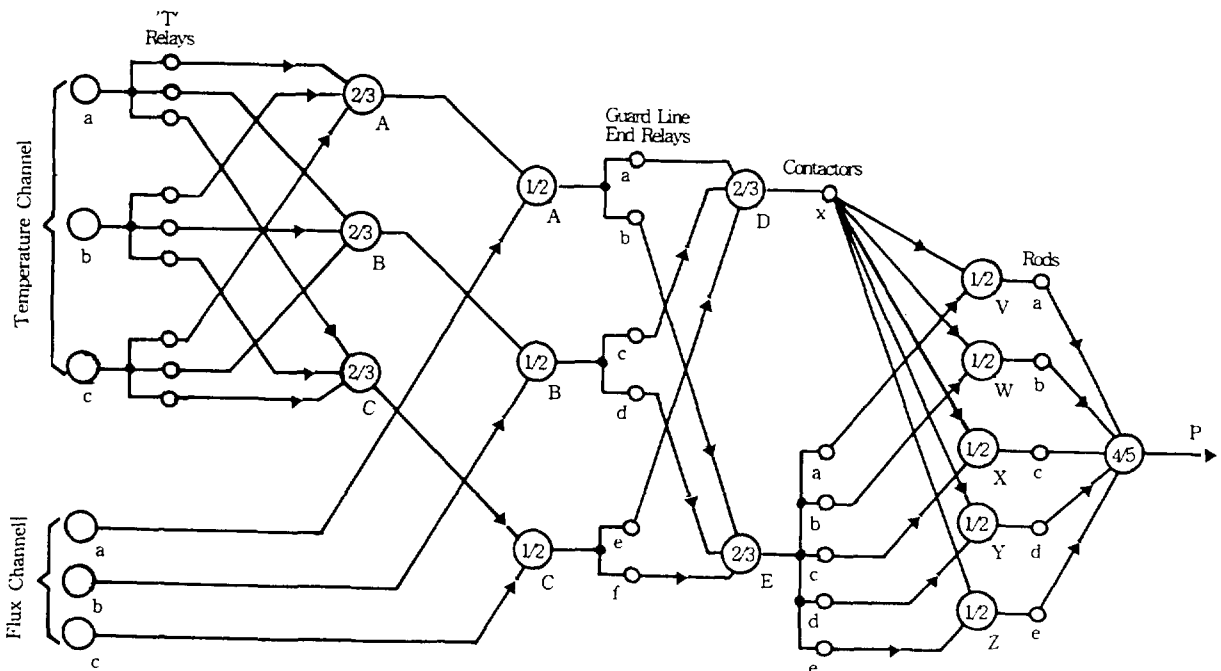 'T'
Relays
2/3
A
a
Temperature Channel
b
2/3
B
c
2/3
C
Flux Channel
a
b
c
1/2
A
1/2
B
1/2
C
Guard Line
End Relays
a
b
c
d
e
f
2/3
D
2/3
E
Contactors
x
a
b
c
d
e
1/2
V
1/2
W
1/2
X
1/2
Y
1/2
Z
Rods
a
b
c
d
e
4/5
P